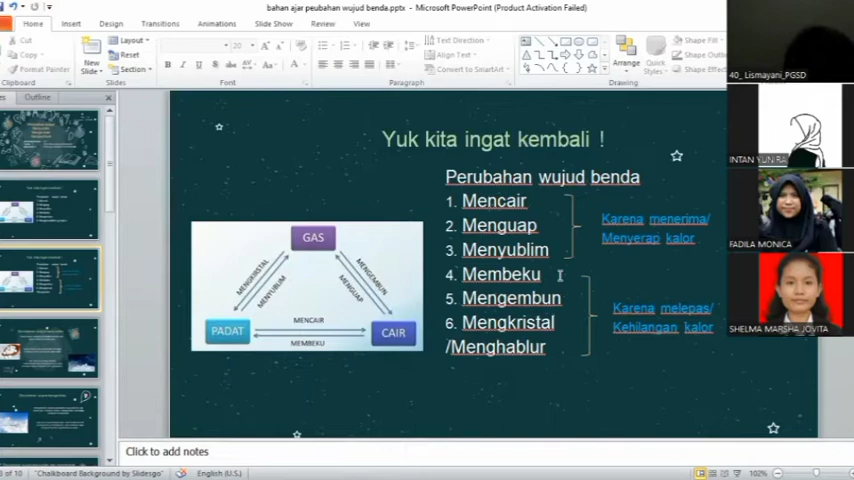 bahan ajar peubahan wujud benda.pptx - Microsoft PowerPoint (Product Activation Failed)
Home Insert Design Transitions Animations Slide Show Review View
Cut
Copy
Format Painter
Clipboard
New Slide
Layout
Reset
Section
Slides
20
B I U S
Font
Paragraph
Text Direction
Align Text
Convert to SmartArt
Arrange
Quick Styles
Shape Fill
Shape Outline
Shape Effects
Drawing
Outline
40_ Lismayani_PGSD
INTAN YUN RA
FADILA MONICA
SHELMA MARSHA JOVITA
Yuk kita ingat kembali !
Perubahan wujud benda
1. Mencair
2. Menguap
3. Menyublim
4. Membeku
5. Mengembun
6. Mengkristal
/Menghablur
Karena menerima/
Menyerap kalor
Karena melepas/
Kehilangan kalor
GAS
MENGKRISTAL
MENYUBLIM
MENGEMBUN
MENGUAP
PADAT
MENCAIR
MEMBEKU
CAIR
Click to add notes
of 10
"Chalkboard Background by Slidesgo"
English (U.S.)
102%